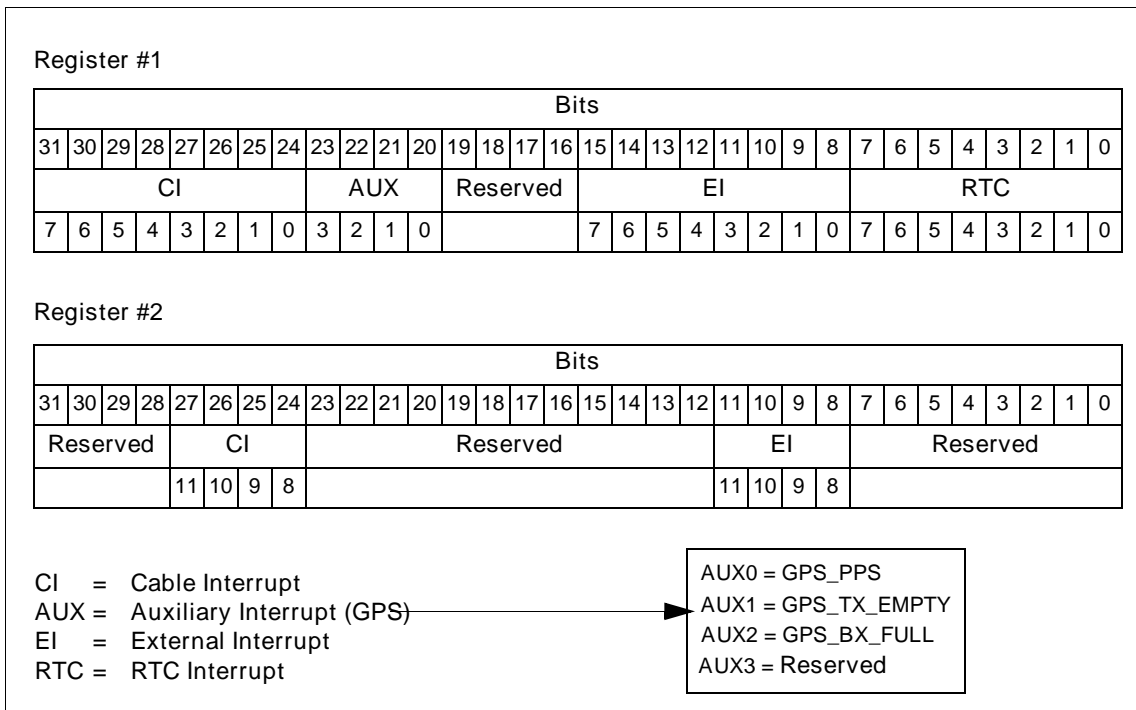 Register #1
Bits
31 30 29 28 27 26 25 24 23 22 21 20 19 18 17 16 15 14 13 12 11 10 9 8 7 6 5 4 3 2 1 0
CI AUX Reserved EI RTC
7 6 5 4 3 2 1 0 3 2 1 0 7 6 5 4 3 2 1 0 7 6 5 4 3 2 1 0
Register #2
Bits
31 30 29 28 27 26 25 24 23 22 21 20 19 18 17 16 15 14 13 12 11 10 9 8 7 6 5 4 3 2 1 0
Reserved CI Reserved EI Reserved
11 10 9 8 11 10 9 8
CI = Cable Interrupt
AUX = Auxiliary Interrupt (GPS)
EI = External Interrupt
RTC = RTC Interrupt
AUX0 = GPS_PPS
AUX1 = GPS_TX_EMPTY
AUX2 = GPS_BX_FULL
AUX3 = Reserved